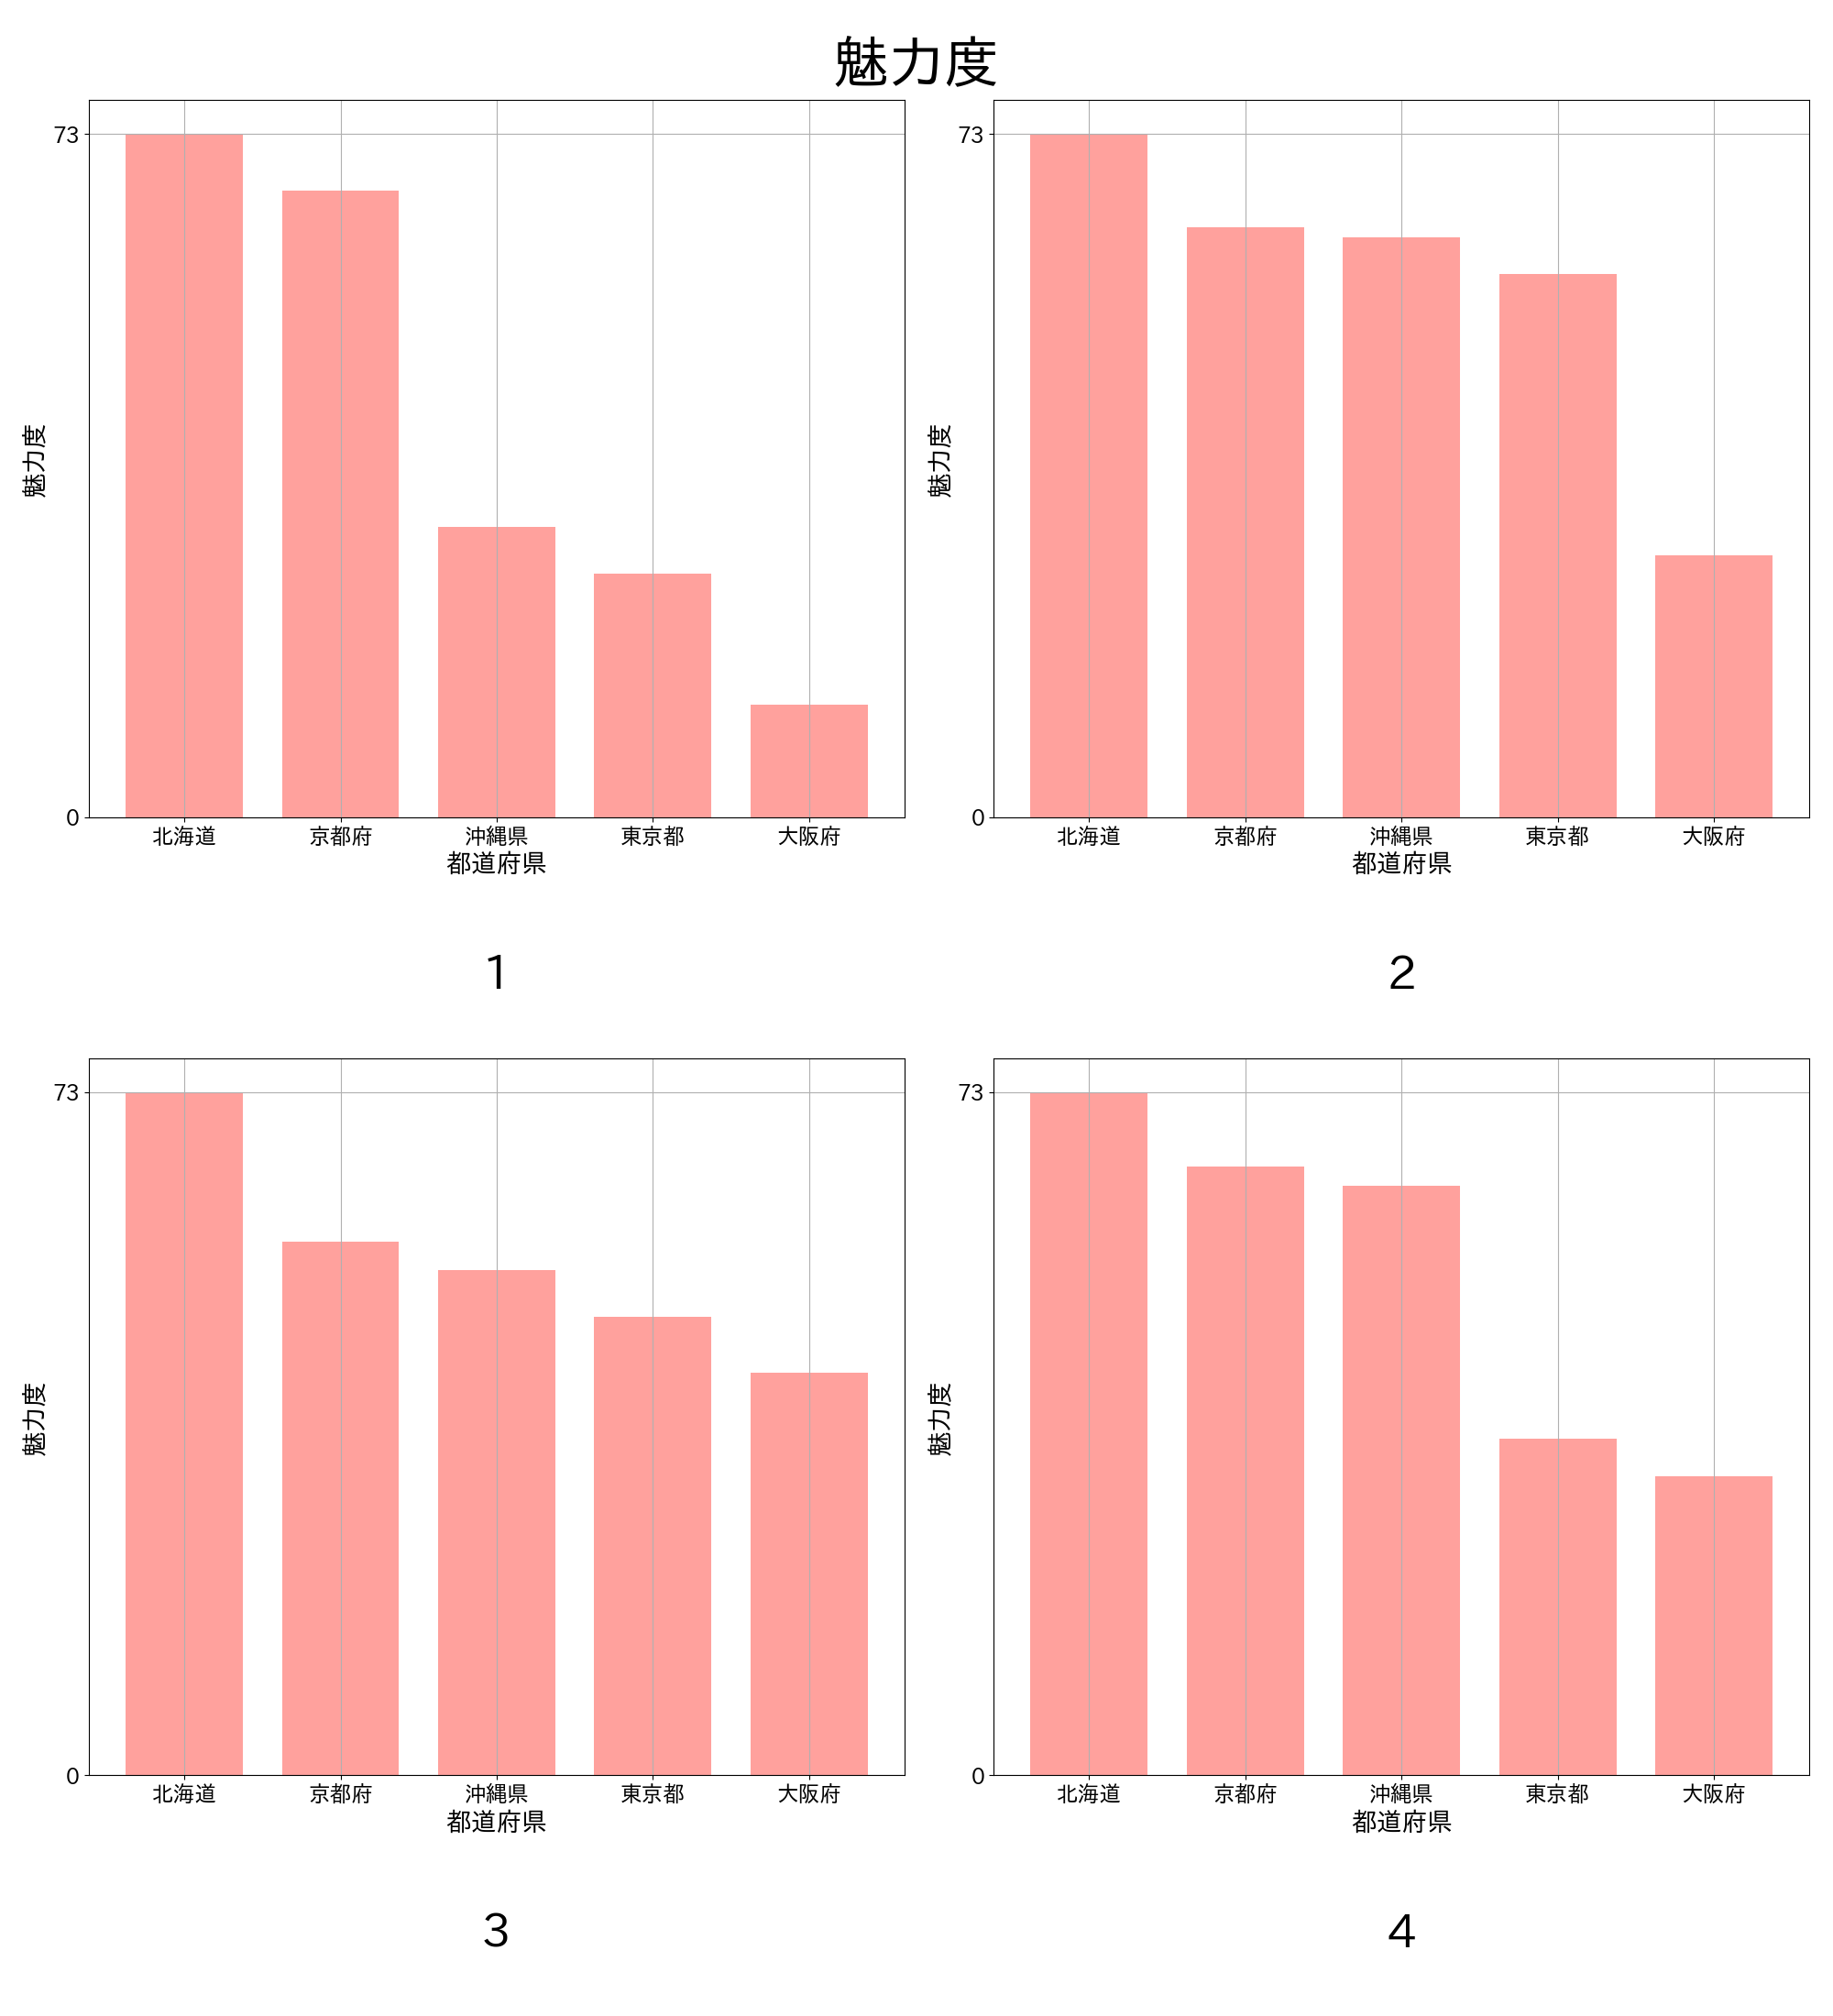 魅力度
73
0
魅力度
北海道 京都府 沖縄県 東京都 大阪府
都道府県
1
73
0
魅力度
北海道 京都府 沖縄県 東京都 大阪府
都道府県
2
73
0
魅力度
北海道 京都府 沖縄県 東京都 大阪府
都道府県
3
73
0
魅力度
北海道 京都府 沖縄県 東京都 大阪府
都道府県
4